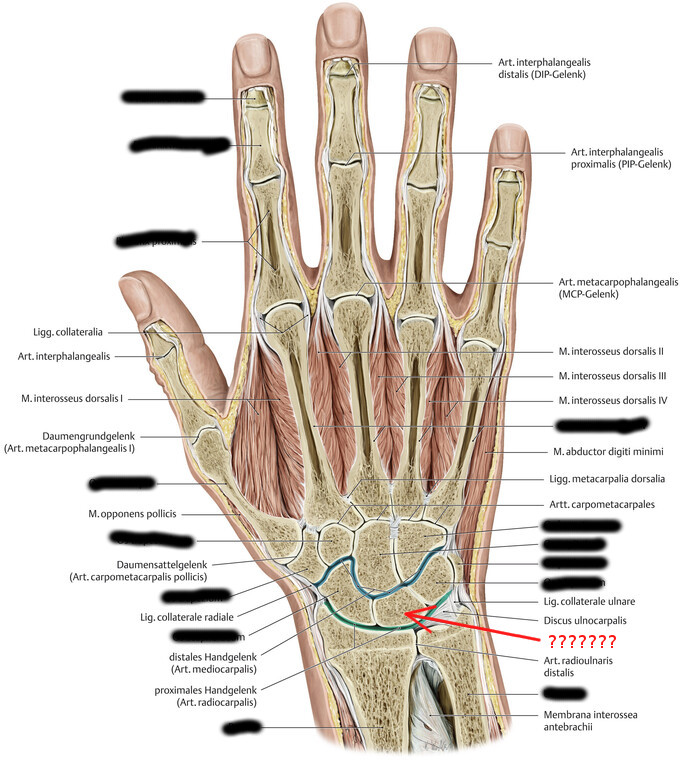 Art. interphalangealis
distalis (DIP-Gelenk)
Art. interphalangealis
proximalis (PIP-Gelenk)
Art. metacarpophalangealis
(MCP-Gelenk)
Ligg. collateralia
Art. interphalangealis
M. interosseus dorsalis II
M. interosseus dorsalis III
M. interosseus dorsalis I
M. interosseus dorsalis IV
Daumengrundgelenk
(Art. metacarpophalangealis I)
M. abductor digiti minimi
Ligg. metacarpalia dorsalia
M. opponens pollicis
Artt. carpometacarpales
Daumensattelgelenk
(Art. carpometacarpalis pollicis)
Lig. collaterale ulnare
Lig. collaterale radiale
Discus ulnocarpalis
???????
distales Handgelenk
(Art. mediocarpalis)
Art. radioulnaris
distalis
proximales Handgelenk
(Art. radiocarpalis)
Membrana interossea
antebrachii